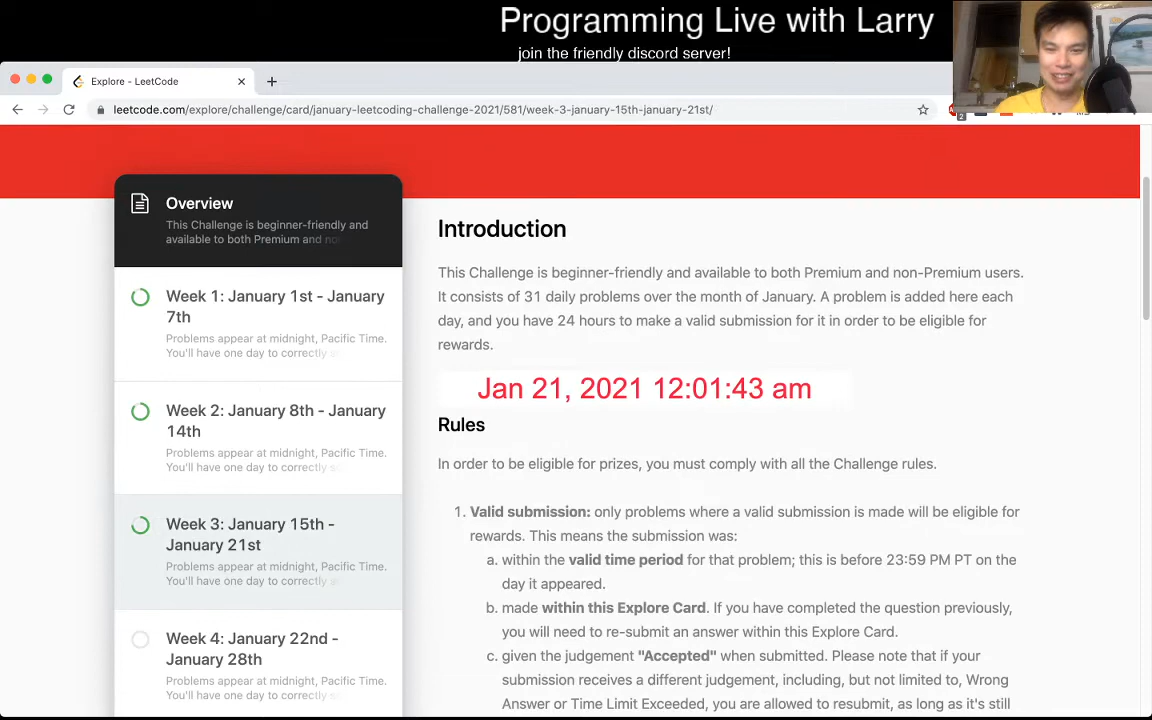 Programming Live with Larry
join the friendly discord server!
Explore - LeetCode
leetcode.com/explore/challenge/card/january-leetcoding-challenge-2021/581/week-3-january-15th-january-21st/
2
Overview
This Challenge is beginner-friendly and
available to both Premium and no
Week 1: January 1st - January
7th
Problems appear at midnight, Pacific Time.
You'll have one day to correctly
Week 2: January 8th - January
14th
Problems appear at midnight, Pacific Time.
You'll have one day to correctly
Week 3: January 15th -
January 21st
Problems appear at midnight, Pacific Time.
You'll have one day to correctly
Week 4: January 22nd -
January 28th
Problems appear at midnight, Pacific Time.
You'll have one day to correctly
Introduction
This Challenge is beginner-friendly and available to both Premium and non-Premium users.
It consists of 31 daily problems over the month of January. A problem is added here each
day, and you have 24 hours to make a valid submission for it in order to be eligible for
rewards.
Jan 21, 2021 12:01:43 am
Rules
In order to be eligible for prizes, you must comply with all the Challenge rules.
1. Valid submission: only problems where a valid submission is made will be eligible for
rewards. This means the submission was:
a. within the valid time period for that problem; this is before 23:59 PM PT on the
day it appeared.
b. made within this Explore Card. If you have completed the question previously,
you will need to re-submit an answer within this Explore Card.
c. given the judgement "Accepted" when submitted. Please note that if your
submission receives a different judgement, including, but not limited to, Wrong
Answer or Time Limit Exceeded, you are allowed to resubmit, as long as it's still